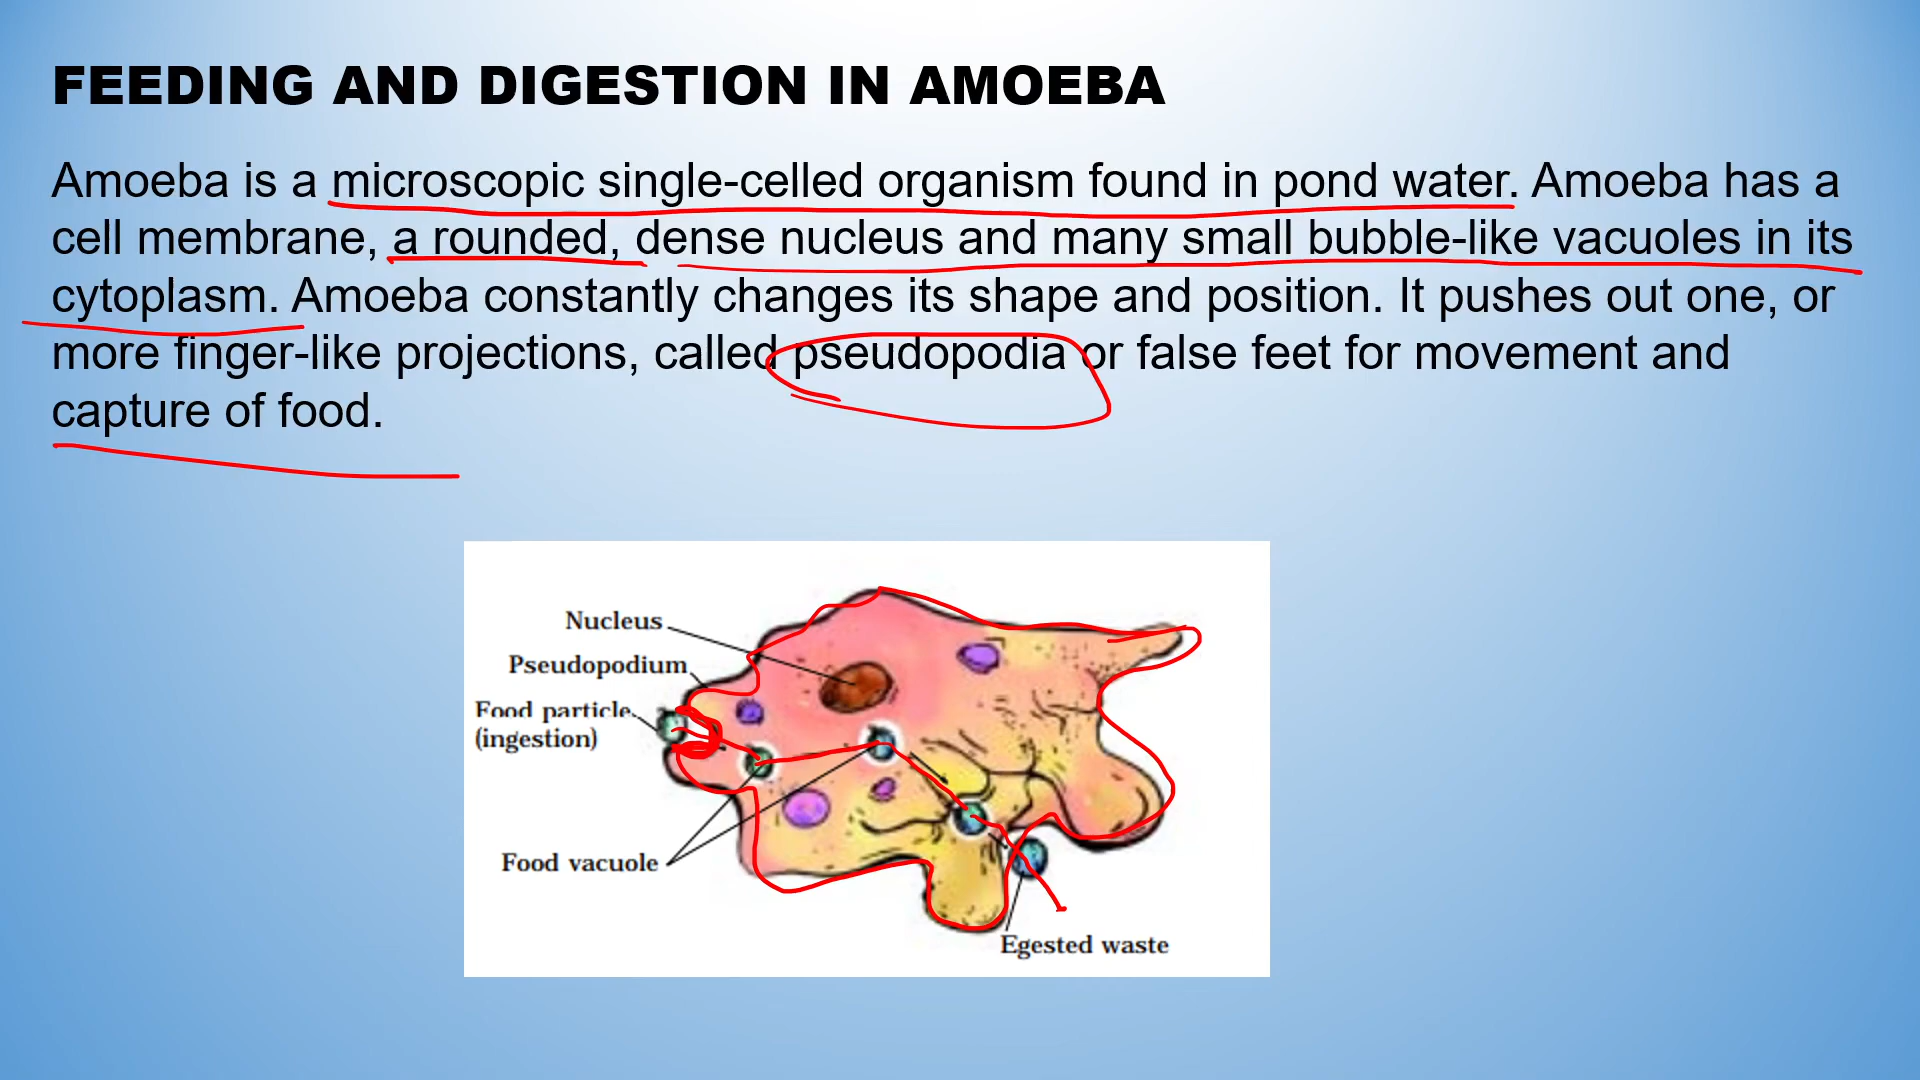 FEEDING AND DIGESTION IN AMOEBA
Amoeba is a microscopic single-celled organism found in pond water. Amoeba has a
cell membrane, a rounded, dense nucleus and many small bubble-like vacuoles in its
cytoplasm. Amoeba constantly changes its shape and position. It pushes out one, or
more finger-like projections, called pseudopodia or false feet for movement and
capture of food.
Nucleus
Pseudopodium
Food particle
(ingestion)
Food vacuole
Egested waste